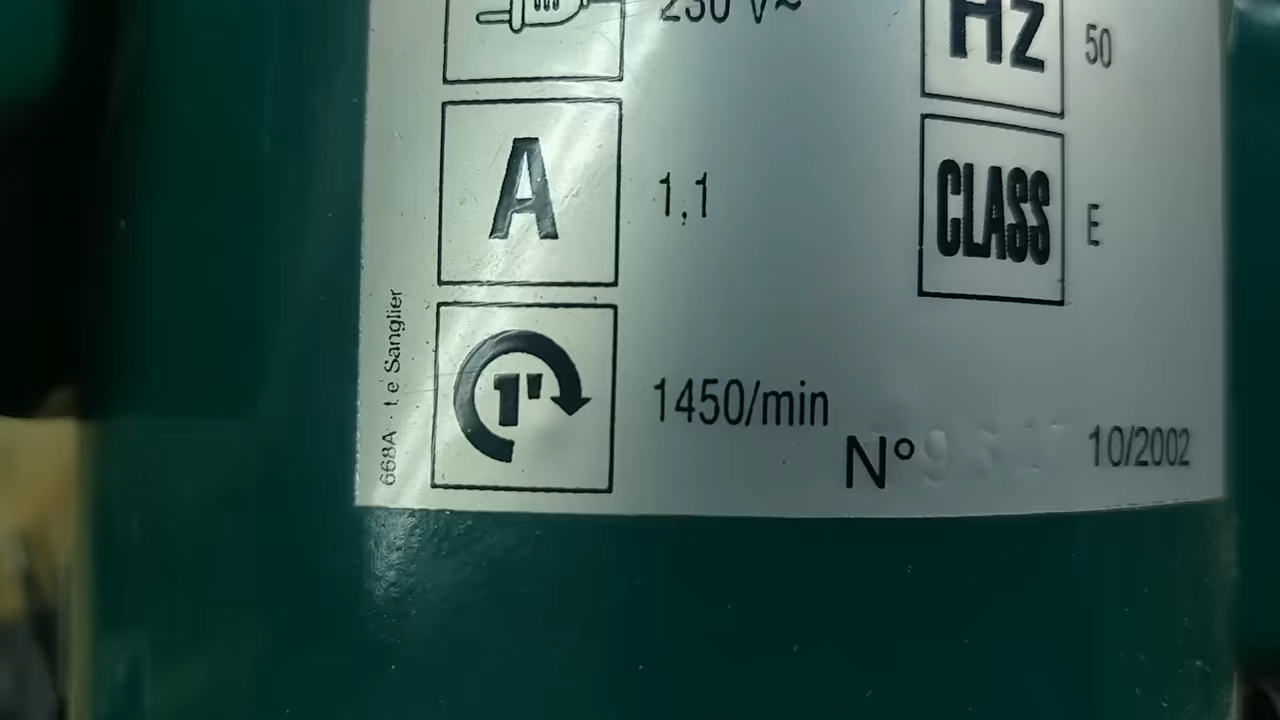 230 V~
Hz 50
A 1,1
CLASS E
1" 1450/min
N° 10/2002
668A · Le Sanglier